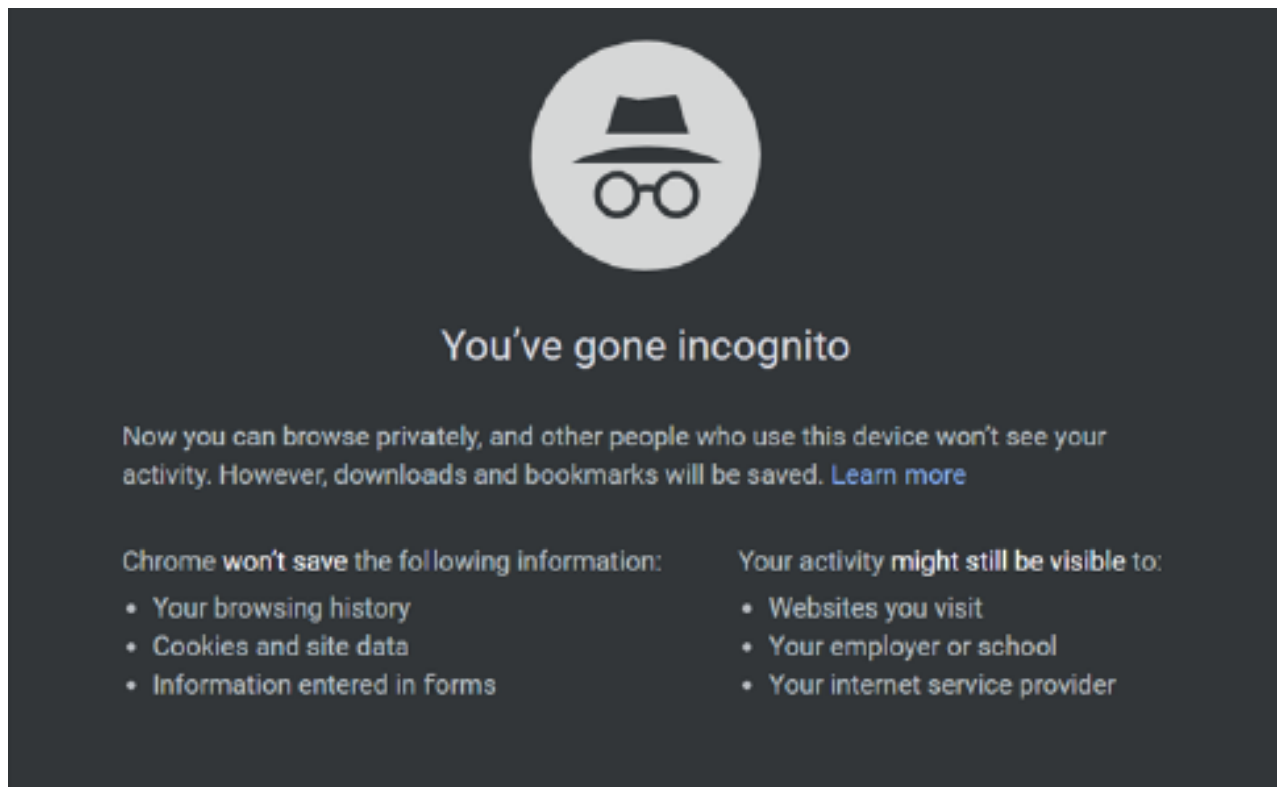 You've gone incognito
Now you can browse privately, and other people who use this device won't see your
activity. However, downloads and bookmarks will be saved. Learn more
Chrome won't save the following information:
• Your browsing history
• Cookies and site data
• Information entered in forms
Your activity might still be visible to:
• Websites you visit
• Your employer or school
• Your internet service provider